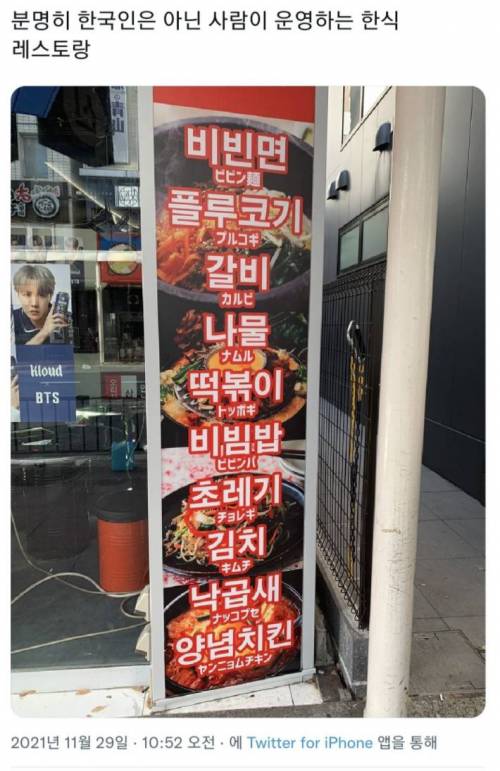 분명히 한국인은 아닌 사람이 운영하는 한식
레스토랑
비빈면
ビビン麺
플루코기
プルコギ
갈비
カルビ
나물
ナムル
떡볶이
トッポギ
비빔밥
ビビンバ
초레기
チョレギ
김치
キムチ
낙곱새
ナッコプセ
양념치킨
ヤンニョムチキン
Kloud
×
BTS
2021년 11월 29일 · 10:52 오전 · 에 Twitter for iPhone 앱을 통해